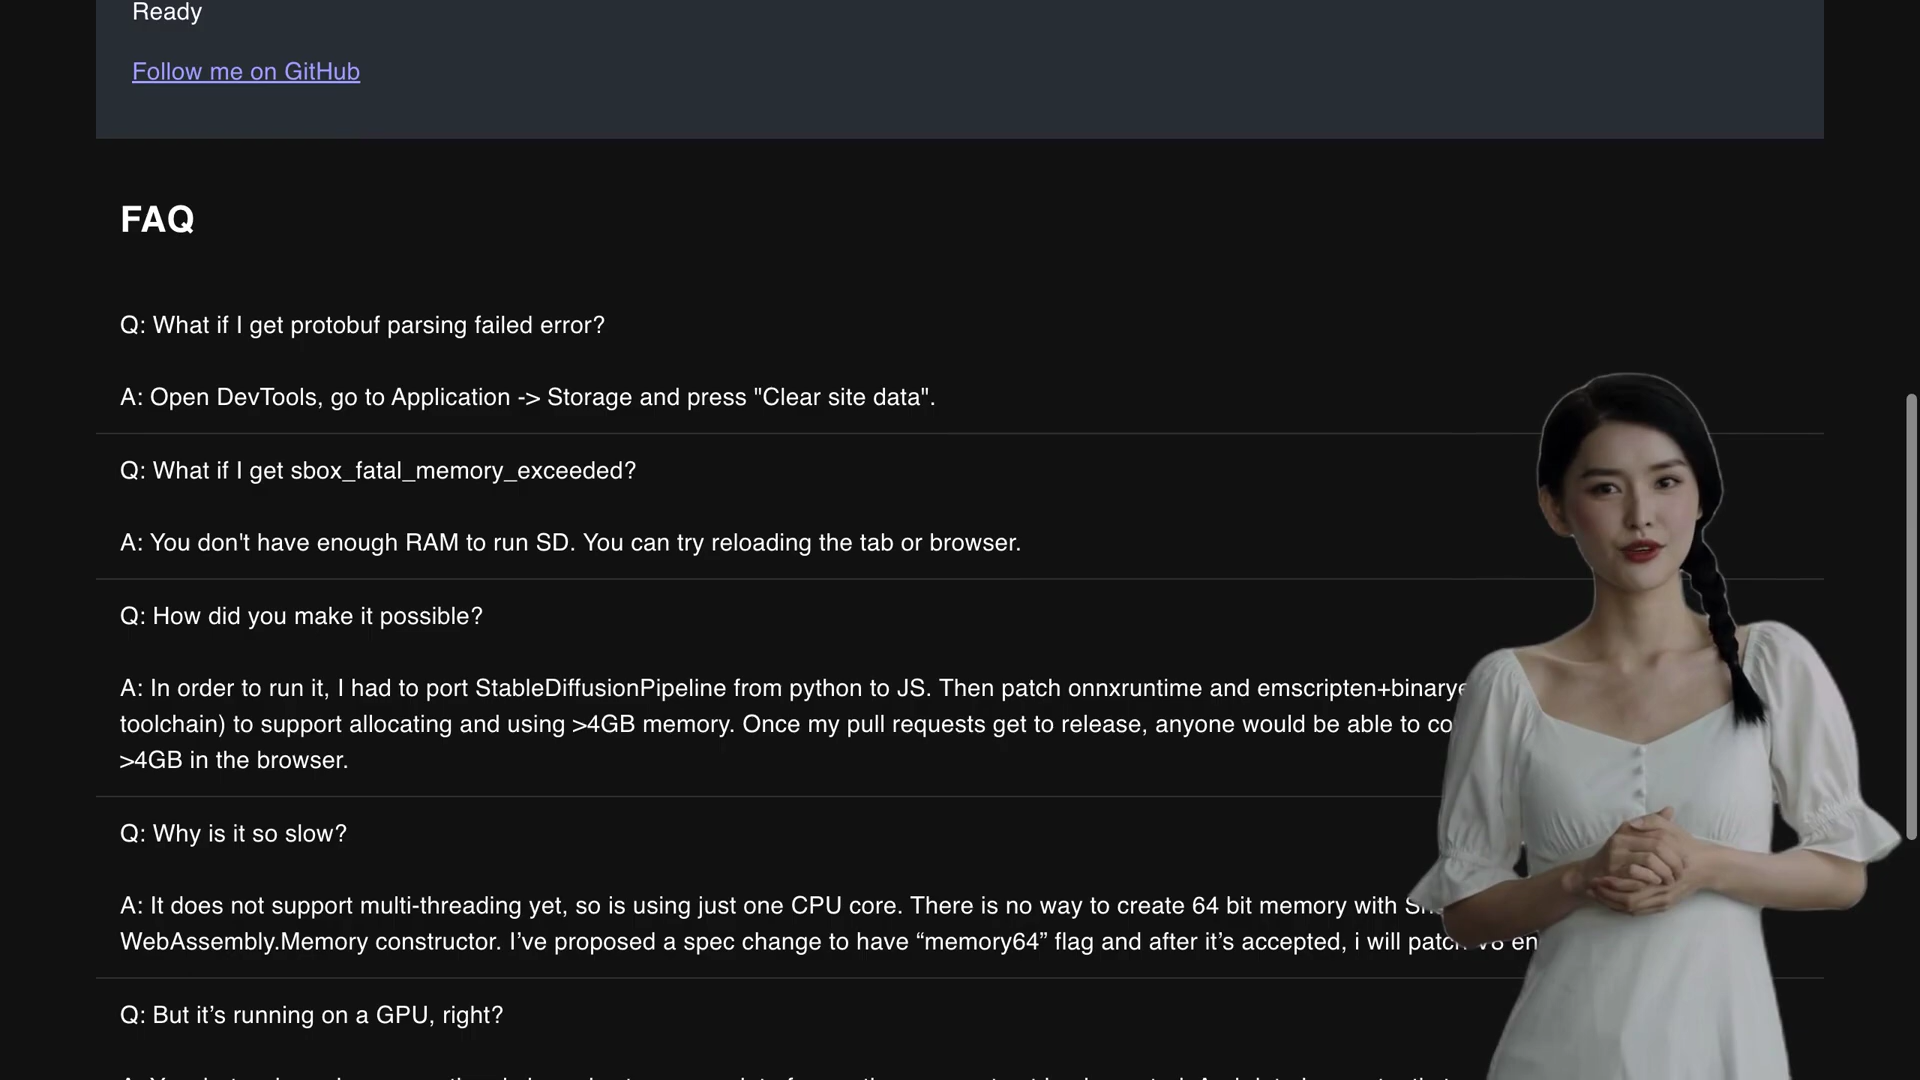 Ready
Follow me on GitHub
FAQ
Q: What if I get protobuf parsing failed error?
A: Open DevTools, go to Application -> Storage and press "Clear site data".
Q: What if I get sbox_fatal_memory_exceeded?
A: You don't have enough RAM to run SD. You can try reloading the tab or browser.
Q: How did you make it possible?
A: In order to run it, I had to port StableDiffusionPipeline from python to JS. Then patch onnxruntime and
toolchain) to support allocating and using >4GB memory. Once my pull requests get to release, anyone would be able to
>4GB in the browser.
Q: Why is it so slow?
A: It does not support multi-threading yet, so is using just one CPU core. There is no way to create 64 bit memory with
WebAssembly.Memory constructor. I’ve proposed a spec change to have “memory64” flag and after it’s accepted, i will patch V8
Q: But it’s running on a GPU, right?